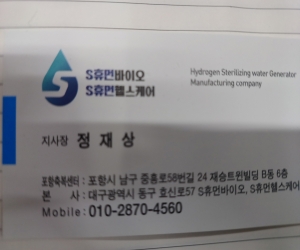 S휴먼바이오
S휴먼헬스케어
Hydrogen Sterilizing water Generator
Manufacturing company
지사장 정재상
포항축복센터 : 포항시 남구 중흥로58번길 24 재승트윈빌딩 B동 6층
본 사 : 대구광역시 동구 호신로57 S휴먼바이오, S휴먼헬스케어
Mobile : 010-2870-4560